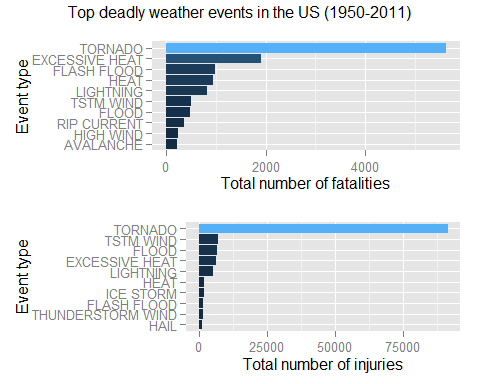 Top deadly weather events in the US (1950-2011)
Event type
TORNADO
EXCESSIVE HEAT
FLASH FLOOD
HEAT
LIGHTNING
TSTM WIND
FLOOD
RIP CURRENT
HIGH WIND
AVALANCHE
0 2000 4000
Total number of fatalities
Event type
TORNADO
TSTM WIND
FLOOD
EXCESSIVE HEAT
LIGHTNING
HEAT
ICE STORM
FLASH FLOOD
THUNDERSTORM WIND
HAIL
0 25000 50000 75000
Total number of injuries